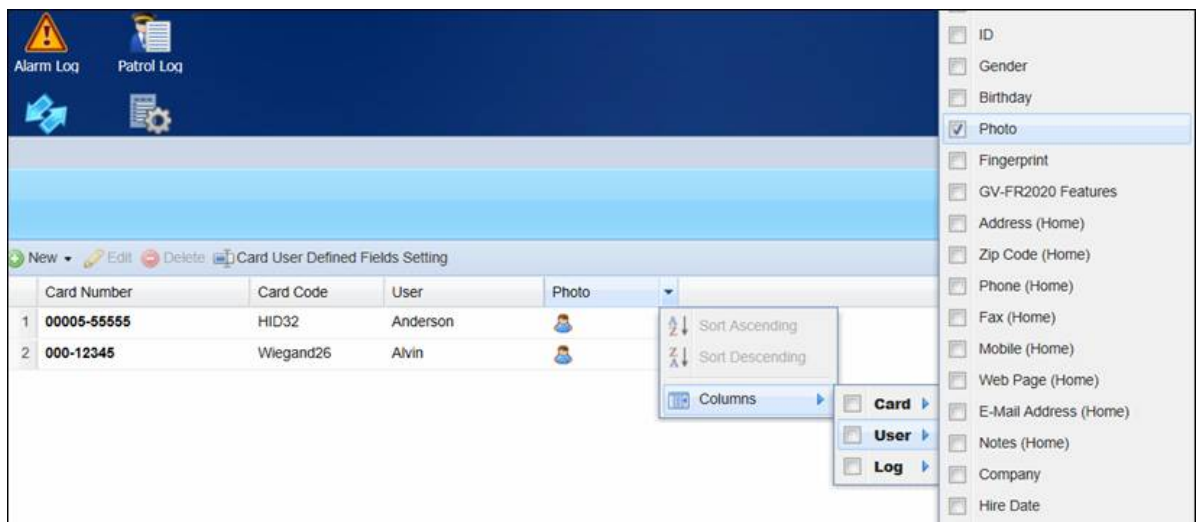 Alarm Log
Patrol Log
New Edit Delete Card User Defined Fields Setting
Card Number Card Code User Photo
1 00005-55555 HID32 Anderson
2 000-12345 Wiegand26 Alvin
Sort Ascending
Sort Descending
Columns
Card
User
Log
ID
Gender
Birthday
Photo
Fingerprint
GV-FR2020 Features
Address (Home)
Zip Code (Home)
Phone (Home)
Fax (Home)
Mobile (Home)
Web Page (Home)
E-Mail Address (Home)
Notes (Home)
Company
Hire Date